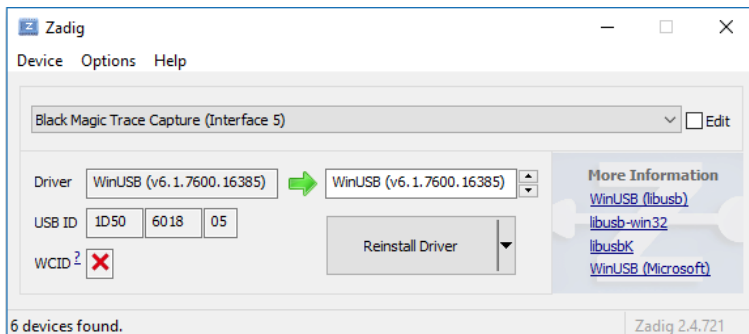 Zadig
Device Options Help
Black Magic Trace Capture (Interface 5)
Edit
Driver WinUSB (v6.1.7600.16385) WinUSB (v6.1.7600.16385)
More Information
WinUSB (libusb)
USB ID 1D50 6018 05
libusb-win32
Reinstall Driver
libusbK
WCID ?
WinUSB (Microsoft)
6 devices found.
Zadig 2.4.721